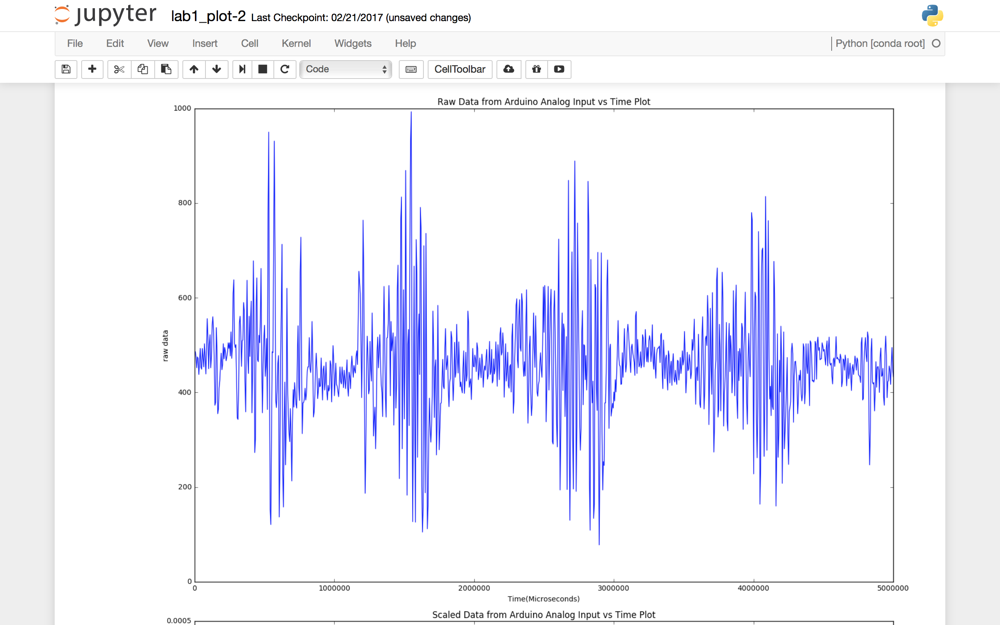 jupyter lab1_plot-2 Last Checkpoint: 02/21/2017 (unsaved changes)
File Edit View Insert Cell Kernel Widgets Help Python [conda root]
Code CellToolbar
Raw Data from Arduino Analog Input vs Time Plot
1000
800
600
raw data
400
200
0
0 1000000 2000000 3000000 4000000 5000000
Time(Microseconds)
Scaled Data from Arduino Analog Input vs Time Plot
0.0005